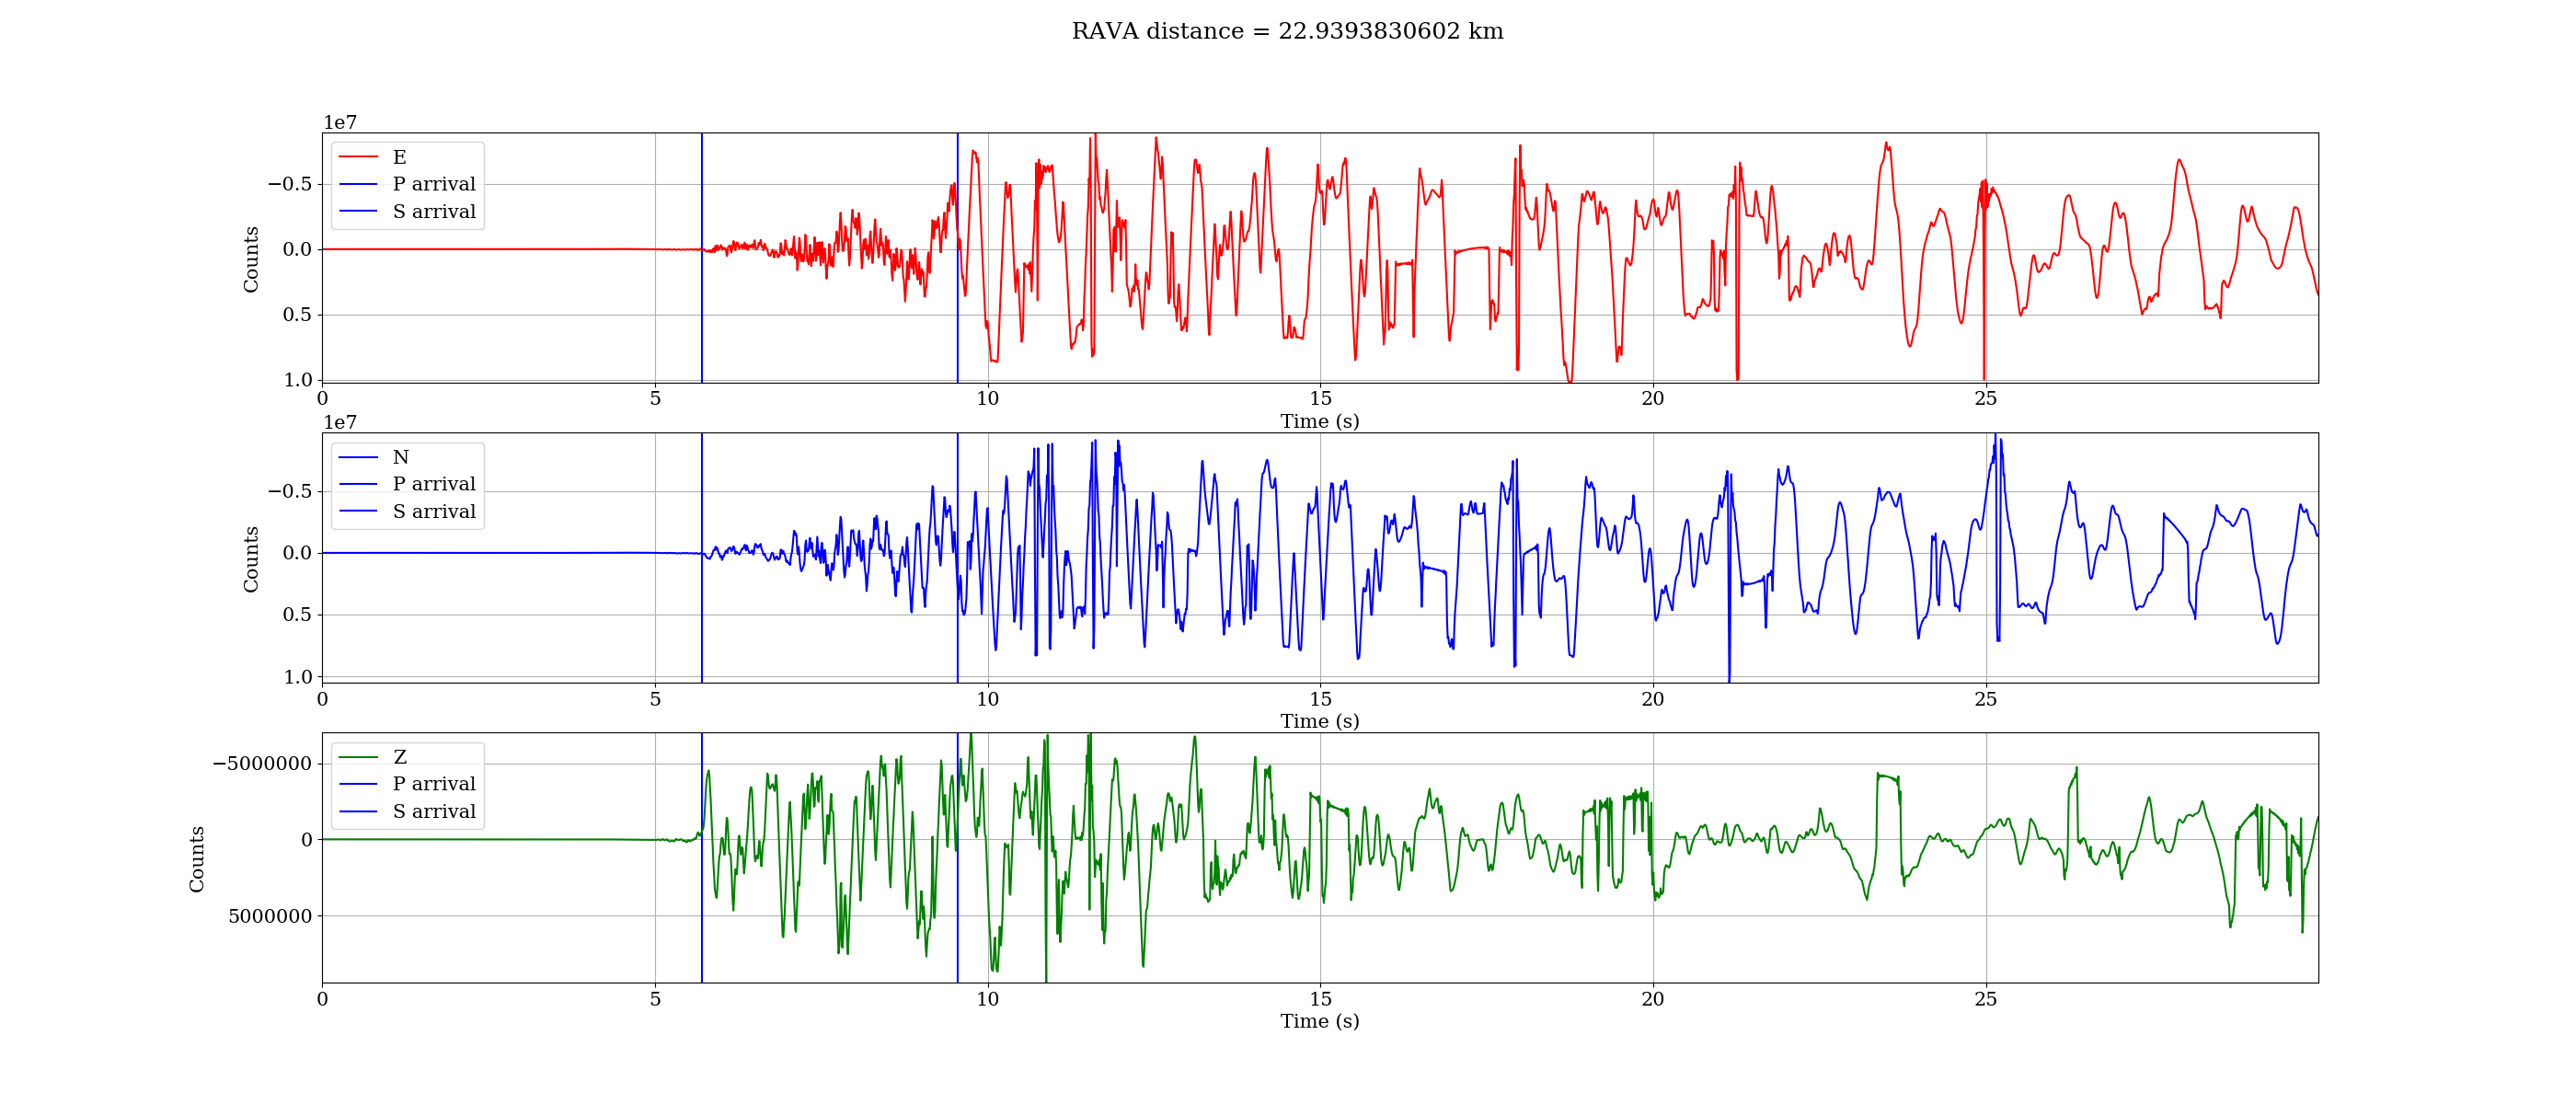 RAVA distance = 22.9393830602 km
1e7
E
P arrival
S arrival
Counts
−0.5
0.0
0.5
1.0
0 5 10 15 20 25
Time (s)
1e7
N
P arrival
S arrival
Counts
−0.5
0.0
0.5
1.0
0 5 10 15 20 25
Time (s)
Z
P arrival
S arrival
Counts
−5000000
0
5000000
0 5 10 15 20 25
Time (s)